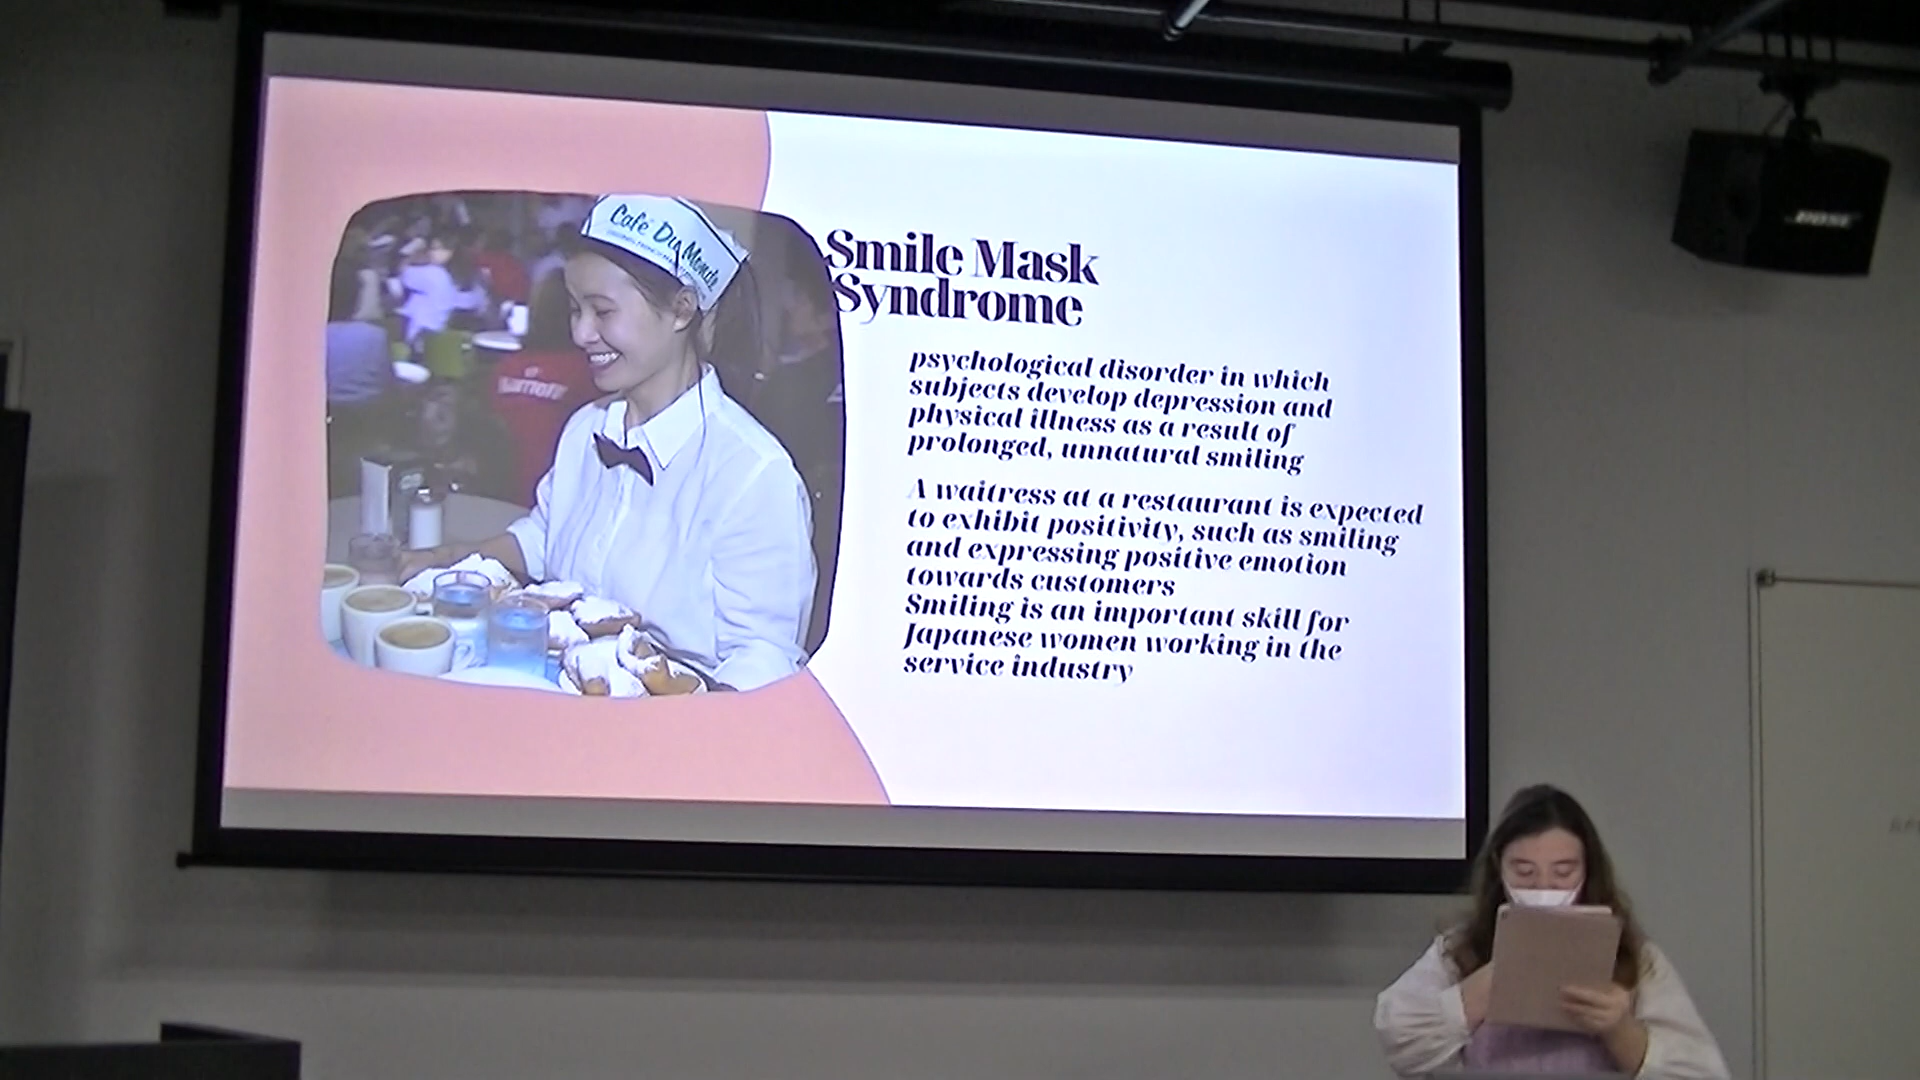 Smile Mask
Syndrome
psychological disorder in which
subjects develop depression and
physical illness as a result of
prolonged, unnatural smiling
A waitress at a restaurant is expected
to exhibit positivity, such as smiling
and expressing positive emotion
towards customers
Smiling is an important skill for
Japanese women working in the
service industry
Café Du Monde
Marriott
BOSE